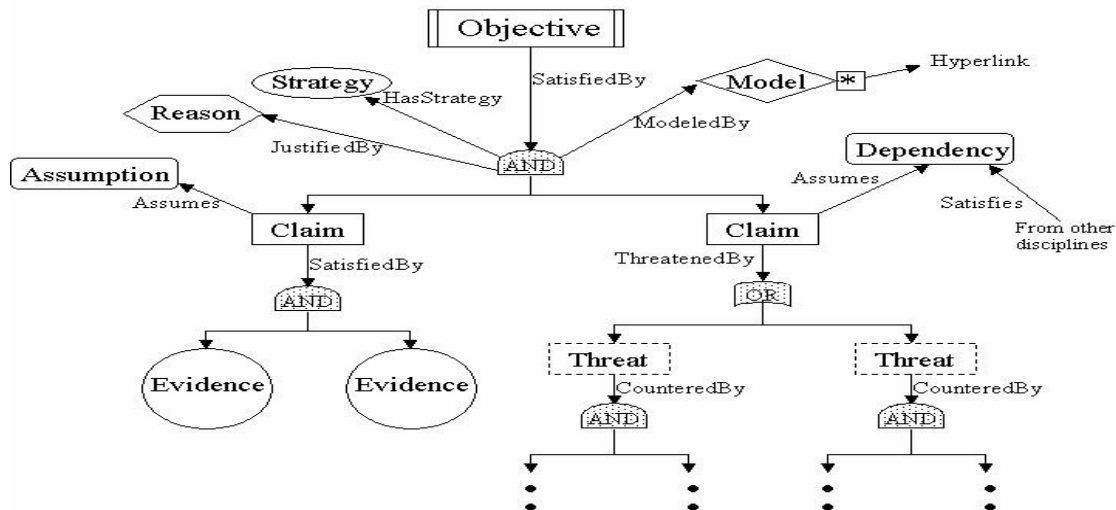 Objective
SatisfiedBy
Strategy
HasStrategy
Model
*
Hyperlink
Reason
JustifiedBy
ModeledBy
AND
Assumption
Assumes
Dependency
Assumes
Satisfies
From other
disciplines
Claim
Claim
SatisfiedBy
ThreatenedBy
AND
OR
Evidence
Evidence
Threat
Threat
CounteredBy
CounteredBy
AND
AND